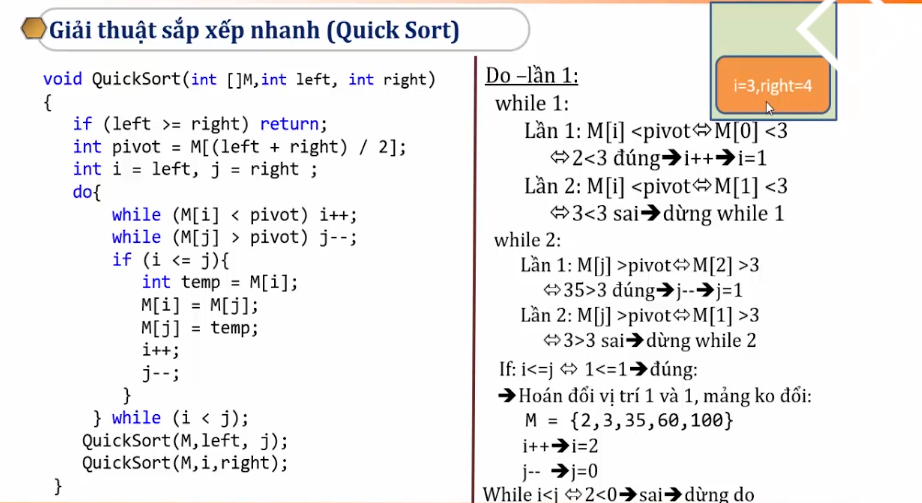 Giải thuật sắp xếp nhanh (Quick Sort)
void QuickSort(int []M,int left, int right)
{
if (left >= right) return;
int pivot = M[(left + right) / 2];
int i = left, j = right ;
do{
while (M[i] < pivot) i++;
while (M[j] > pivot) j--;
if (i <= j){
int temp = M[i];
M[i] = M[j];
M[j] = temp;
i++;
j--;
}
} while (i < j);
QuickSort(M,left, j);
QuickSort(M,i,right);
}
i=3,right=4
Do –lần 1:
while 1:
Lần 1: M[i] <pivot⇔M[0] <3
⇔2<3 đúng➔i++➔i=1
Lần 2: M[i] <pivot⇔M[1] <3
⇔3<3 sai➔dừng while 1
while 2:
Lần 1: M[j] >pivot⇔M[2] >3
⇔35>3 đúng➔j--➔j=1
Lần 2: M[j] >pivot⇔M[1] >3
⇔3>3 sai➔dừng while 2
If: i<=j ⇔ 1<=1➔đúng:
➔Hoán đổi vị trí 1 và 1, mảng ko đổi:
M = {2,3,35,60,100}
i++➔i=2
j-- ➔j=0
While i<j ⇔2<0➔sai➔dừng do